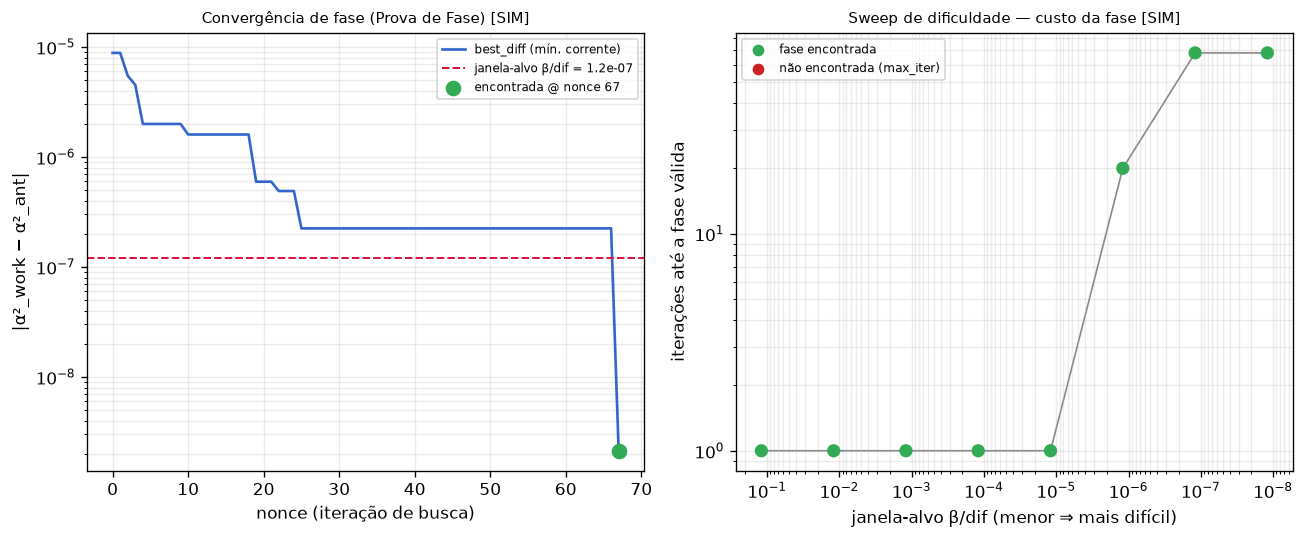 Convergência de fase (Prova de Fase) [SIM]
best_diff (mín. corrente)
janela-alvo β/dif = 1.2e-07
encontrada @ nonce 67
|α²_work − α²_ant|
10⁻⁵
10⁻⁶
10⁻⁷
10⁻⁸
0 10 20 30 40 50 60 70
nonce (iteração de busca)
Sweep de dificuldade — custo da fase [SIM]
fase encontrada
não encontrada (max_iter)
iterações até a fase válida
10¹
10⁰
10⁻¹ 10⁻² 10⁻³ 10⁻⁴ 10⁻⁵ 10⁻⁶ 10⁻⁷ 10⁻⁸
janela-alvo β/dif (menor ⇒ mais difícil)